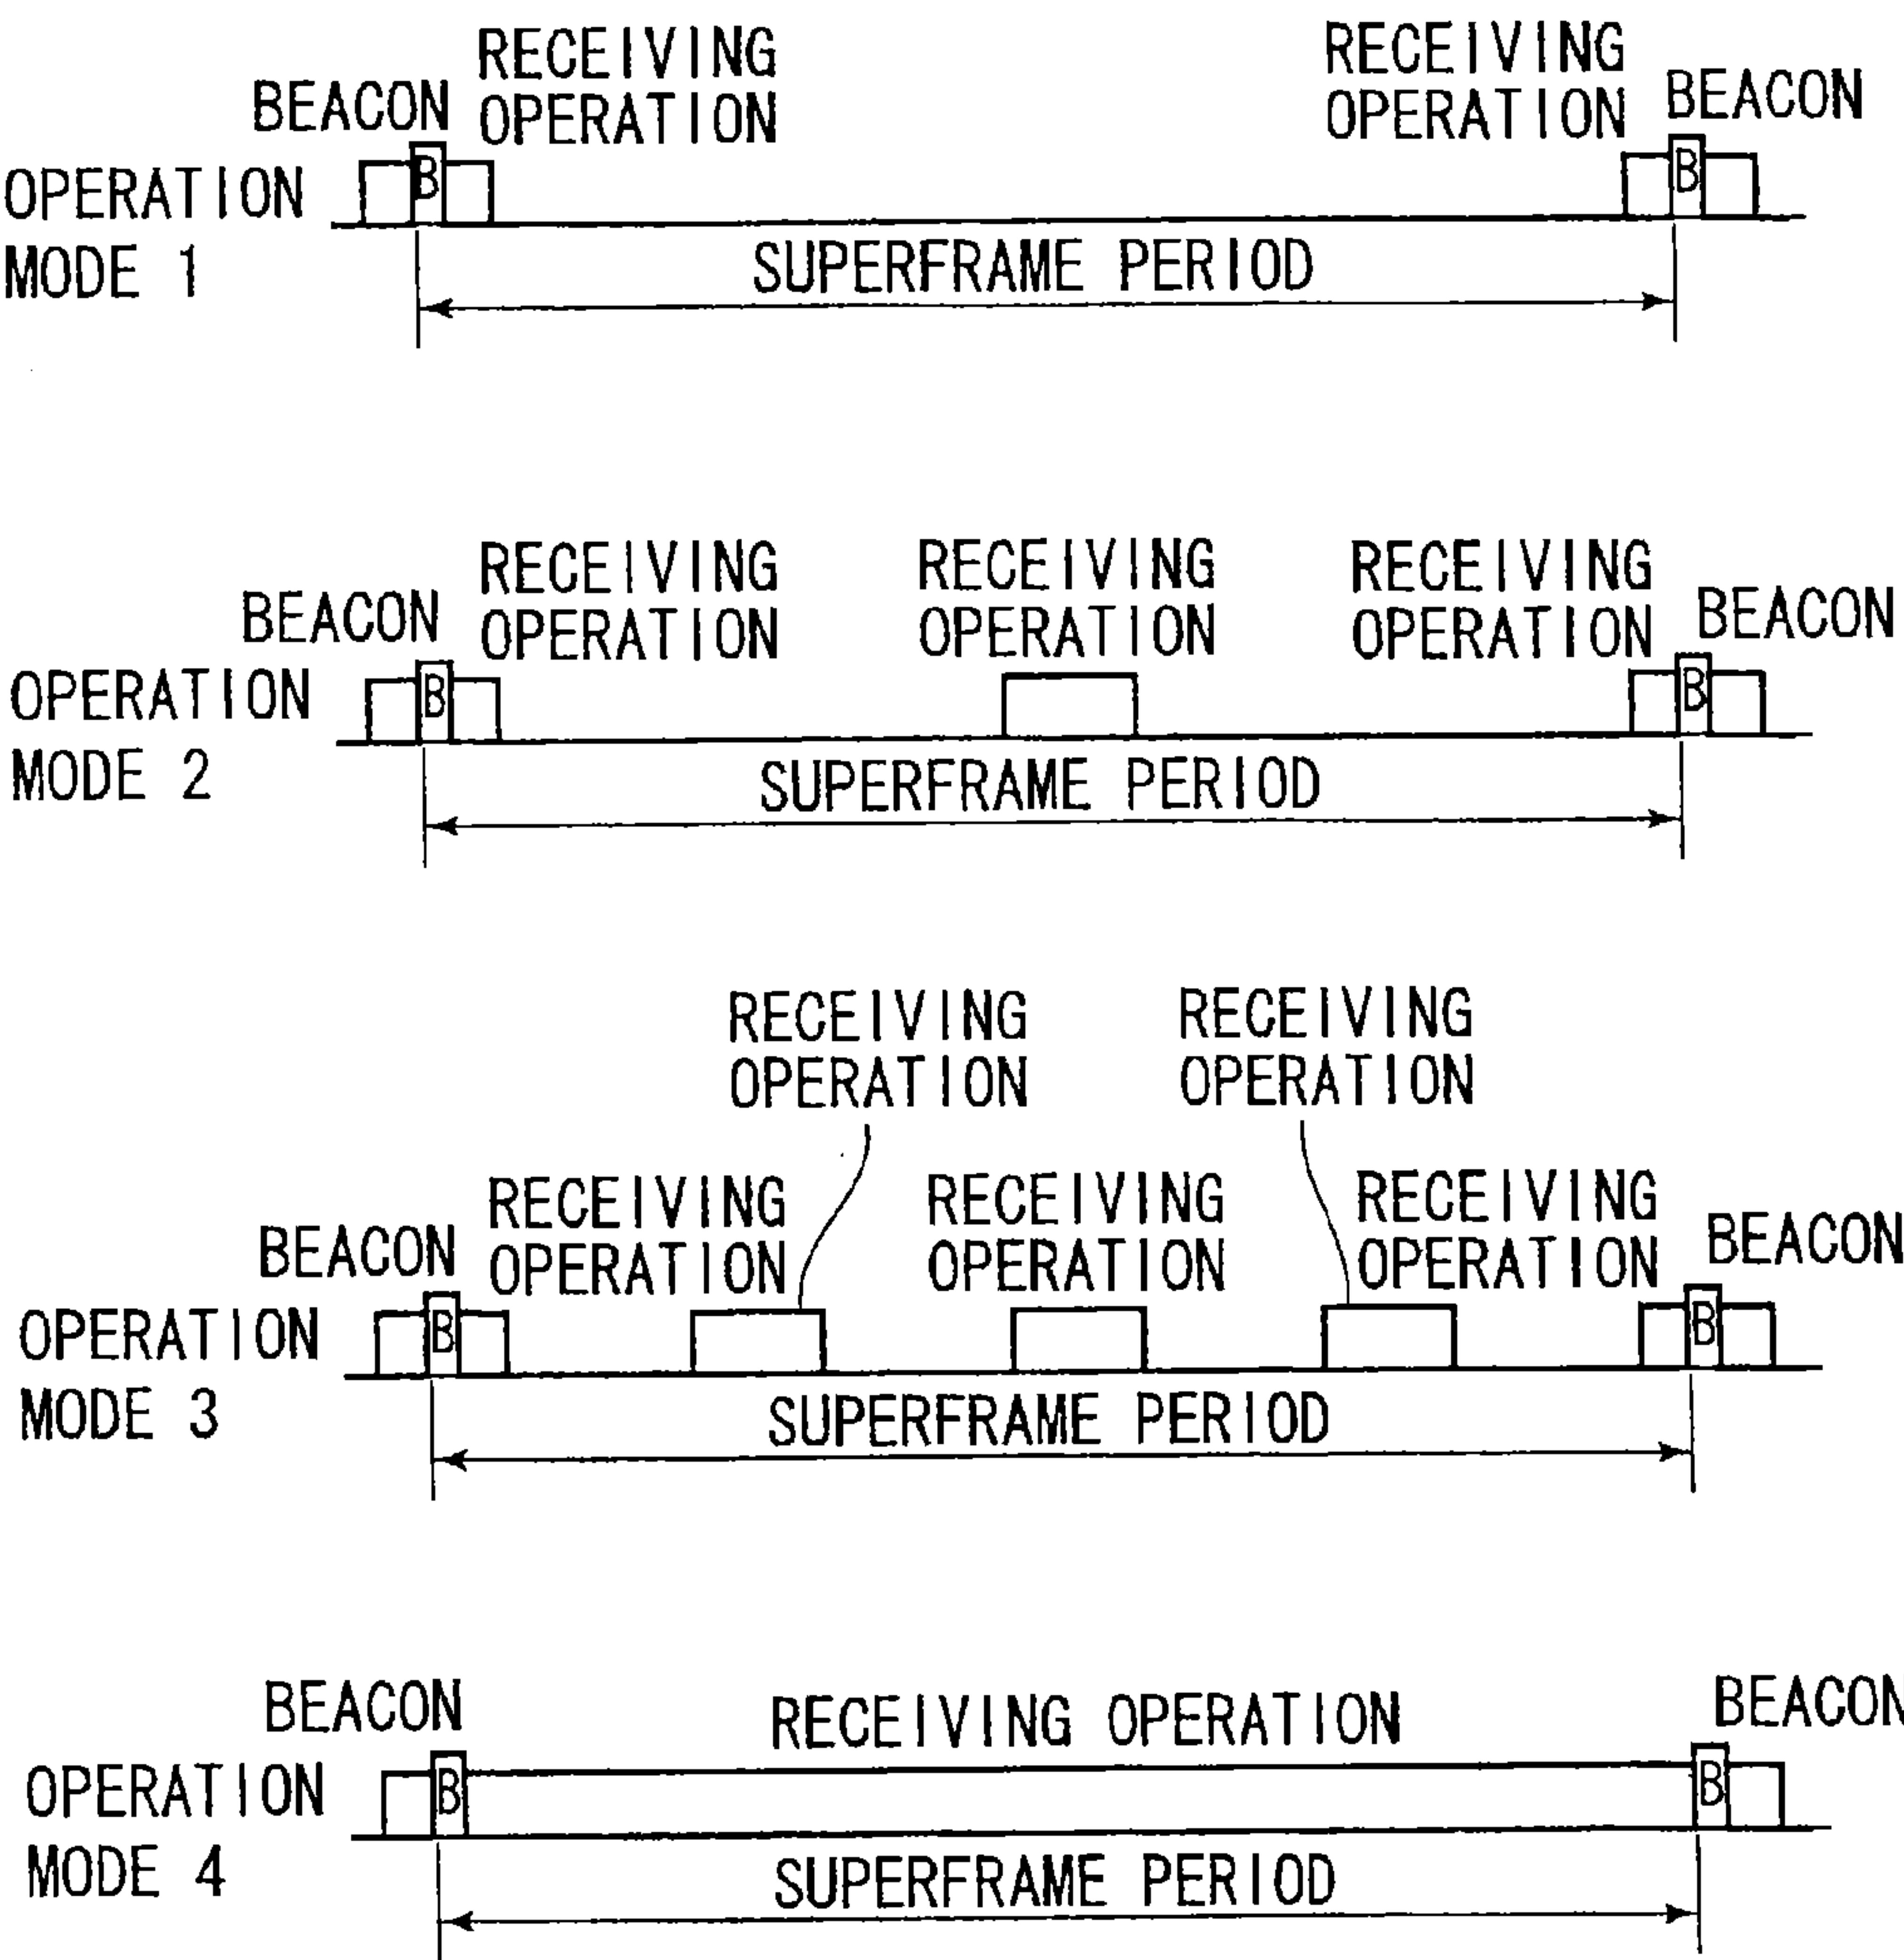 RECEIVING
OPERATION
RECEIVING
OPERATION
BEACON
BEACON
B
B
OPERATION
MODE 1
SUPERFRAME PERIOD
RECEIVING
OPERATION
RECEIVING
OPERATION
RECEIVING
OPERATION
BEACON
BEACON
B
B
OPERATION
MODE 2
SUPERFRAME PERIOD
RECEIVING
OPERATION
RECEIVING
OPERATION
RECEIVING
OPERATION
RECEIVING
OPERATION
RECEIVING
OPERATION
BEACON
BEACON
B
B
OPERATION
MODE 3
SUPERFRAME PERIOD
BEACON
RECEIVING OPERATION
BEACON
B
B
OPERATION
MODE 4
SUPERFRAME PERIOD